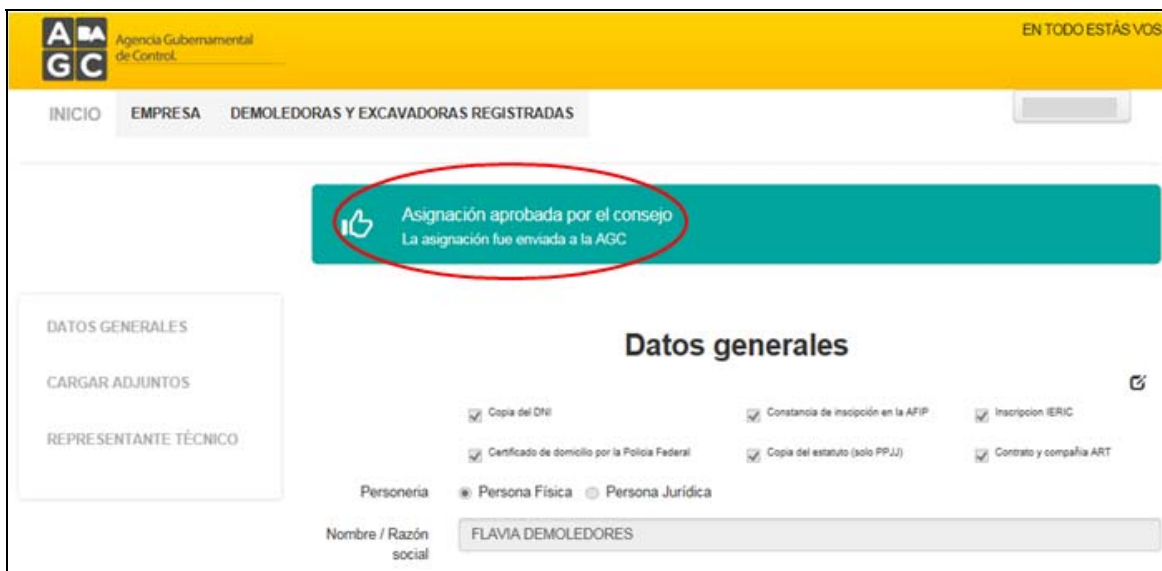 A BA
G C
Agencia Gubernamental
de Control.
EN TODO ESTÁS VOS
INICIO EMPRESA DEMOLEDORAS Y EXCAVADORAS REGISTRADAS
Asignación aprobada por el consejo
La asignación fue enviada a la AGC
DATOS GENERALES
CARGAR ADJUNTOS
REPRESENTANTE TÉCNICO
Datos generales
Copia del DNI Constancia de inscipción en la AFIP Inscripcion IERIC
Certificado de domicilio por la Policia Federal Copia del estatuto (solo PPJJ) Contrato y compañia ART
Personeria Persona Física Persona Jurídica
Nombre / Razón
social
FLAVIA DEMOLEDORES